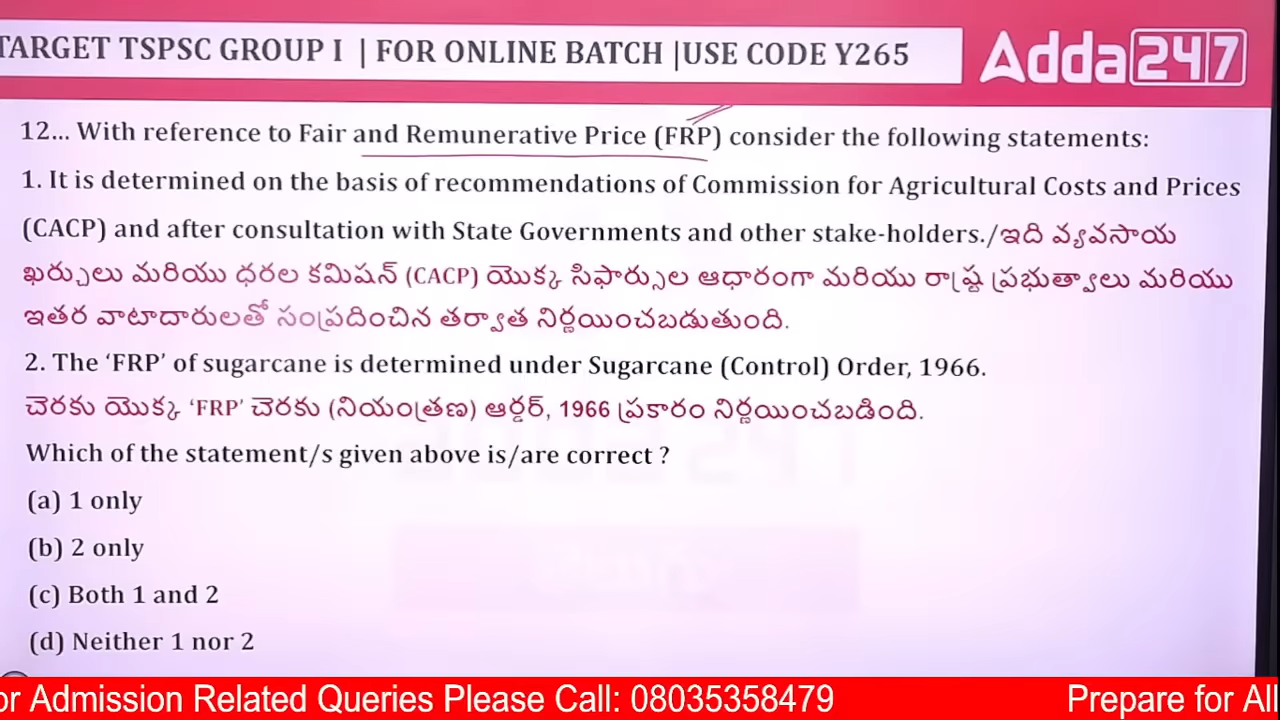 TARGET TSPSC GROUP I | FOR ONLINE BATCH |USE CODE Y265
Adda247
12... With reference to Fair and Remunerative Price (FRP) consider the following statements:
1. It is determined on the basis of recommendations of Commission for Agricultural Costs and Prices
(CACP) and after consultation with State Governments and other stake-holders./ఇది వ్యవసాయ
ఖర్చులు మరియు ధరల కమిషన్ (CACP) యొక్క సిఫార్సుల ఆధారంగా మరియు రాష్ట్ర ప్రభుత్వాలు మరియు
ఇతర వాటాదారులతో సంప్రదించిన తర్వాత నిర్ణయించబడుతుంది.
2. The ‘FRP’ of sugarcane is determined under Sugarcane (Control) Order, 1966.
చెరకు యొక్క ‘FRP’ చెరకు (నియంత్రణ) ఆర్డర్, 1966 ప్రకారం నిర్ణయించబడింది.
Which of the statement/s given above is/are correct ?
(a) 1 only
(b) 2 only
(c) Both 1 and 2
(d) Neither 1 nor 2
or Admission Related Queries Please Call: 08035358479 Prepare for All